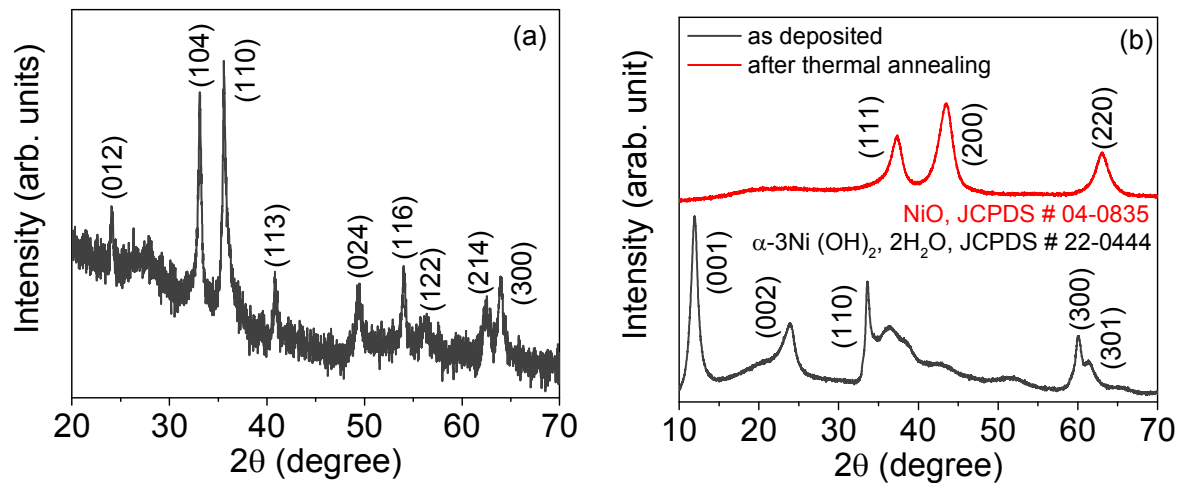 (a)
Intensity (arb. units)
(012)
(104)
(110)
(113)
(024)
(116)
(122)
(214)
(300)
20 30 40 50 60 70
2θ (degree)
(b)
as deposited
after thermal annealing
Intensity (arab. unit)
(111)
(200)
(220)
NiO, JCPDS # 04-0835
α-3Ni (OH)₂, 2H₂O, JCPDS # 22-0444
(001)
(002)
(110)
(300)
(301)
10 20 30 40 50 60 70
2θ (degree)